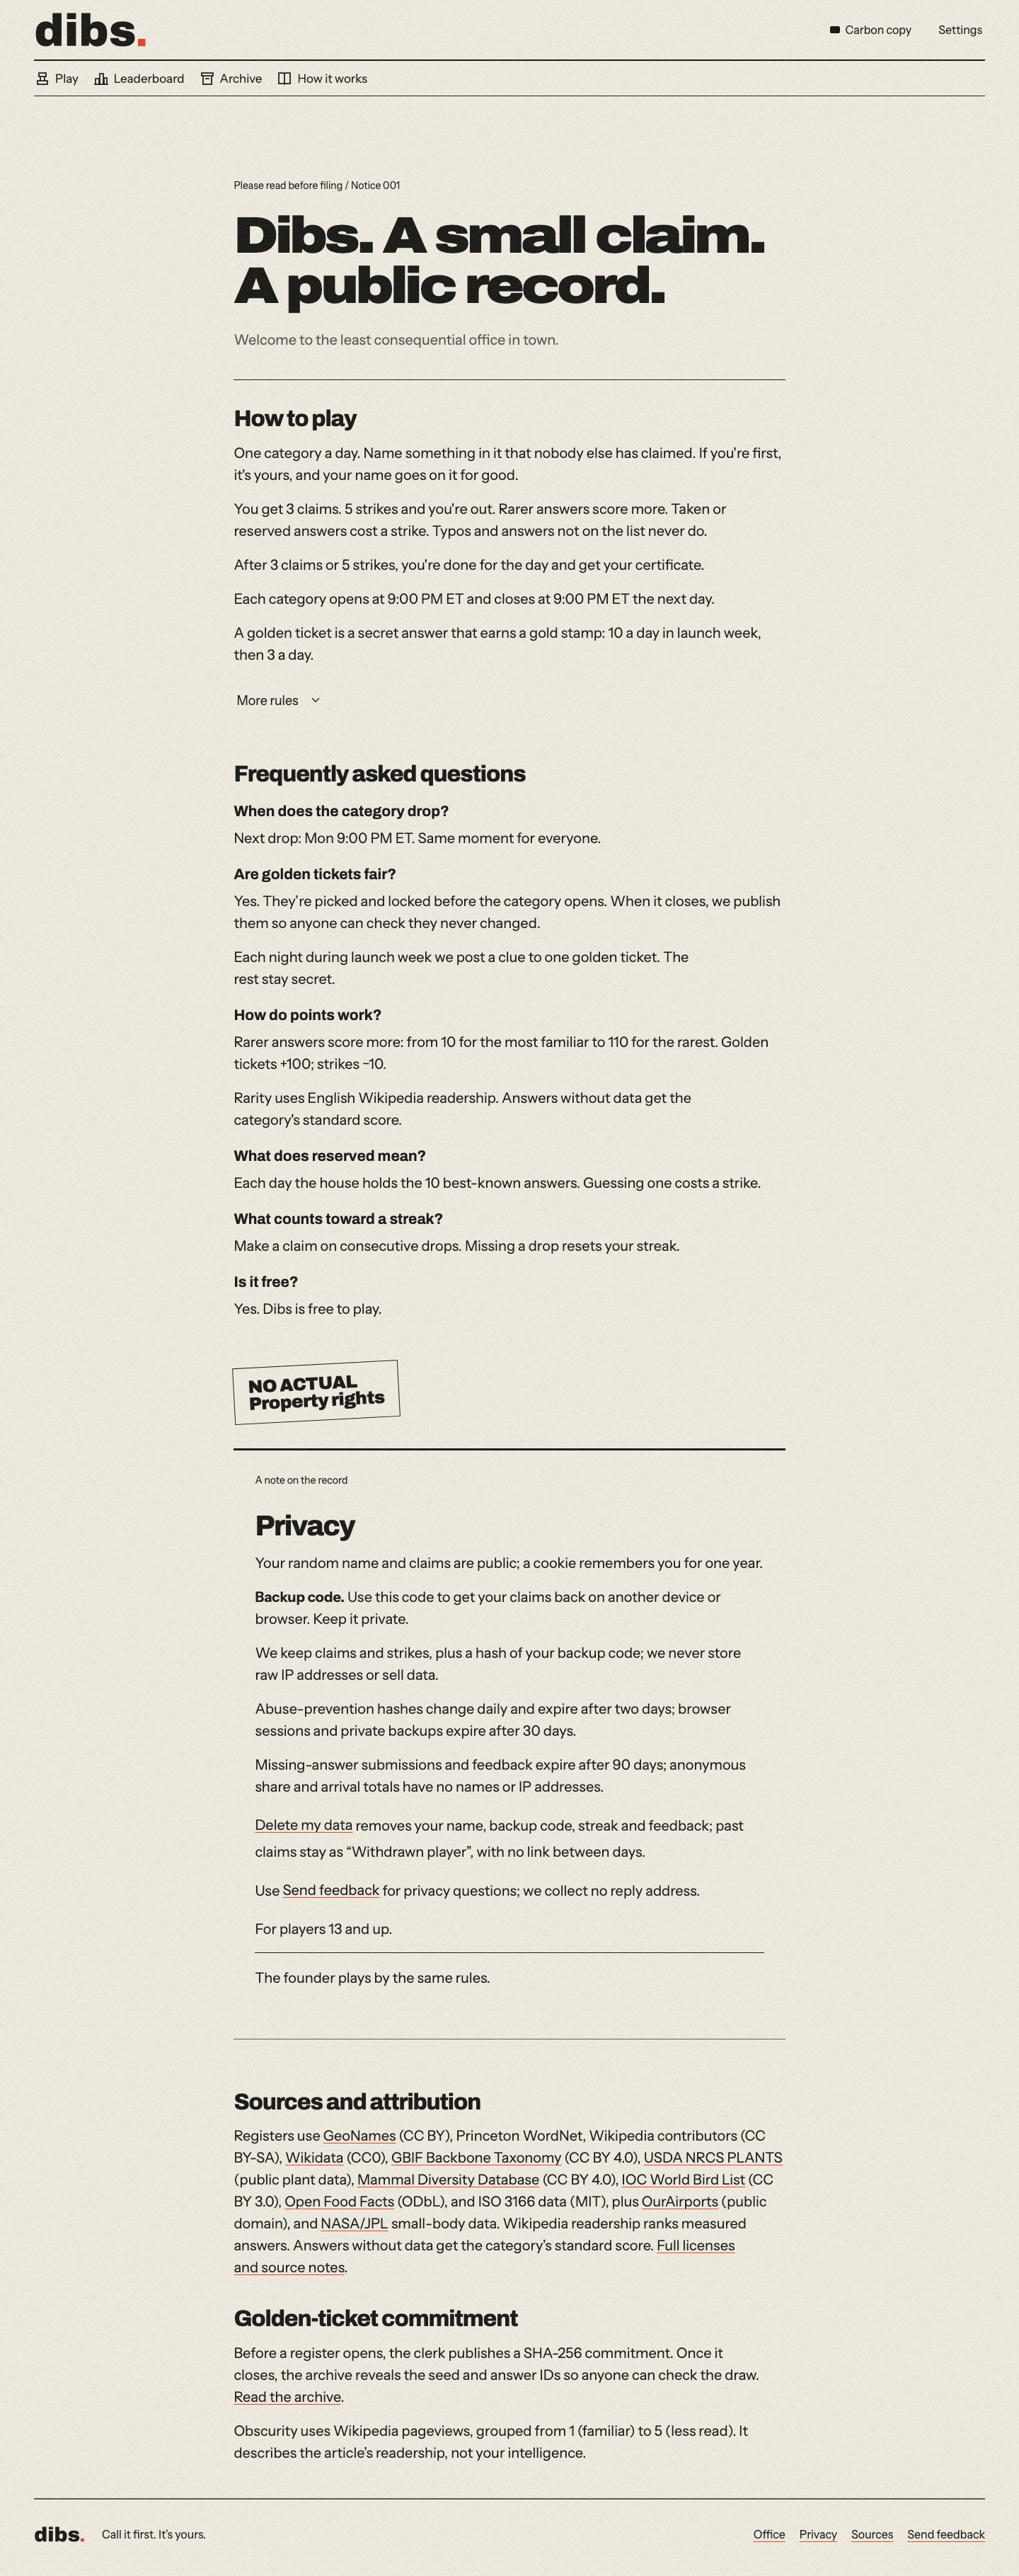 dibs.
Carbon copy
Settings
Play
Leaderboard
Archive
How it works
Please read before filing / Notice 001
Dibs. A small claim.
A public record.
Welcome to the least consequential office in town.
How to play
One category a day. Name something in it that nobody else has claimed. If you're first,
it's yours, and your name goes on it for good.
You get 3 claims. 5 strikes and you're out. Rarer answers score more. Taken or
reserved answers cost a strike. Typos and answers not on the list never do.
After 3 claims or 5 strikes, you're done for the day and get your certificate.
Each category opens at 9:00 PM ET and closes at 9:00 PM ET the next day.
A golden ticket is a secret answer that earns a gold stamp: 10 a day in launch week,
then 3 a day.
More rules
Frequently asked questions
When does the category drop?
Next drop: Mon 9:00 PM ET. Same moment for everyone.
Are golden tickets fair?
Yes. They’re picked and locked before the category opens. When it closes, we publish
them so anyone can check they never changed.
Each night during launch week we post a clue to one golden ticket. The
rest stay secret.
How do points work?
Rarer answers score more: from 10 for the most familiar to 110 for the rarest. Golden
tickets +100; strikes −10.
Rarity uses English Wikipedia readership. Answers without data get the
category's standard score.
What does reserved mean?
Each day the house holds the 10 best-known answers. Guessing one costs a strike.
What counts toward a streak?
Make a claim on consecutive drops. Missing a drop resets your streak.
Is it free?
Yes. Dibs is free to play.
NO ACTUAL
Property rights
A note on the record
Privacy
Your random name and claims are public; a cookie remembers you for one year.
Backup code. Use this code to get your claims back on another device or
browser. Keep it private.
We keep claims and strikes, plus a hash of your backup code; we never store
raw IP addresses or sell data.
Abuse-prevention hashes change daily and expire after two days; browser
sessions and private backups expire after 30 days.
Missing-answer submissions and feedback expire after 90 days; anonymous
share and arrival totals have no names or IP addresses.
Delete my data removes your name, backup code, streak and feedback; past
claims stay as “Withdrawn player”, with no link between days.
Use Send feedback for privacy questions; we collect no reply address.
For players 13 and up.
The founder plays by the same rules.
Sources and attribution
Registers use GeoNames (CC BY), Princeton WordNet, Wikipedia contributors (CC
BY-SA), Wikidata (CC0), GBIF Backbone Taxonomy (CC BY 4.0), USDA NRCS PLANTS
(public plant data), Mammal Diversity Database (CC BY 4.0), IOC World Bird List (CC
BY 3.0), Open Food Facts (ODbL), and ISO 3166 data (MIT), plus OurAirports (public
domain), and NASA/JPL small-body data. Wikipedia readership ranks measured
answers. Answers without data get the category’s standard score. Full licenses
and source notes.
Golden-ticket commitment
Before a register opens, the clerk publishes a SHA-256 commitment. Once it
closes, the archive reveals the seed and answer IDs so anyone can check the draw.
Read the archive.
Obscurity uses Wikipedia pageviews, grouped from 1 (familiar) to 5 (less read). It
describes the article’s readership, not your intelligence.
dibs.
Call it first. It’s yours.
Office
Privacy
Sources
Send feedback